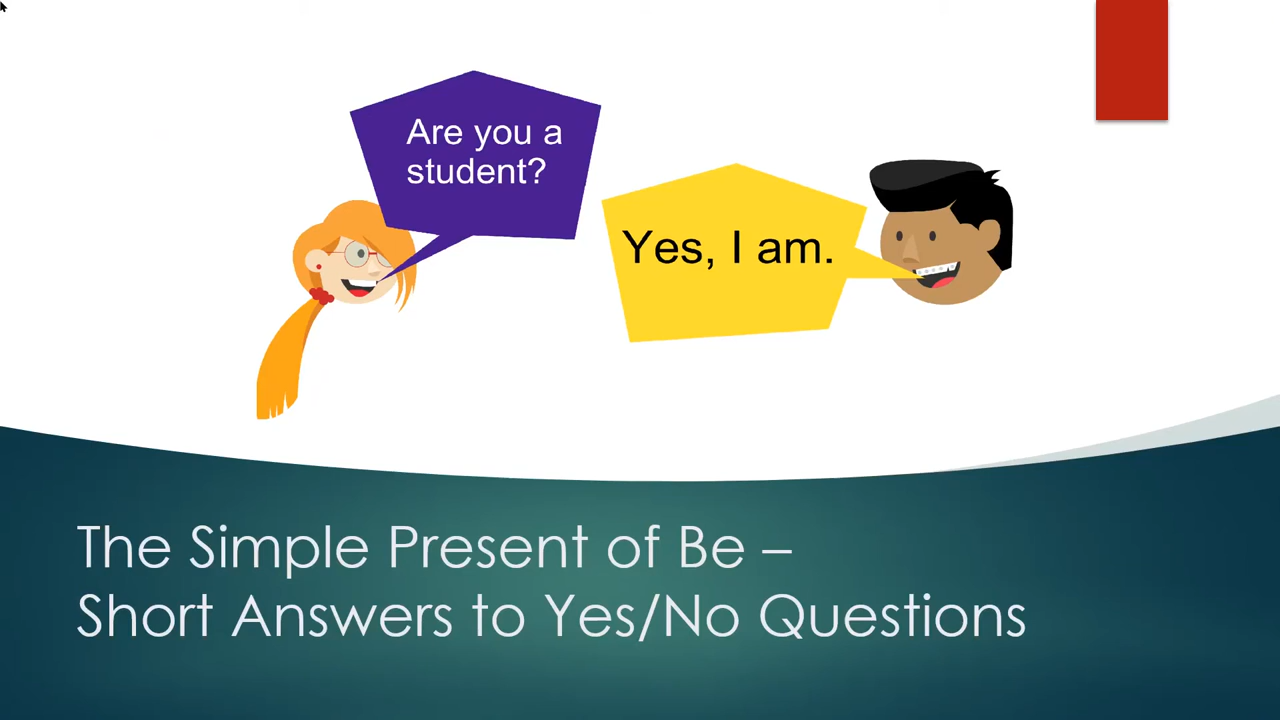 Are you a
student?
Yes, I am.
The Simple Present of Be –
Short Answers to Yes/No Questions